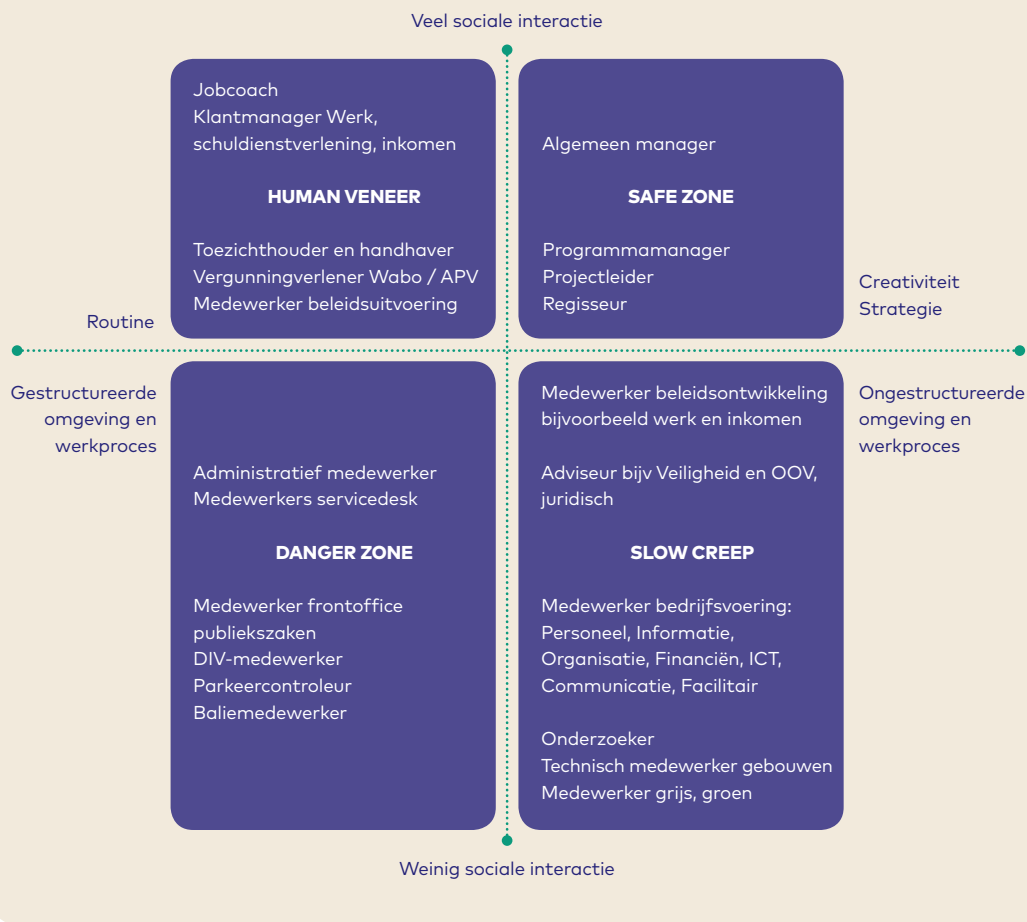 Veel sociale interactie
Jobcoach
Klantmanager Werk,
schuldienstverlening, inkomen
HUMAN VENEER
Toezichthouder en handhaver
Vergunningverlener Wabo / APV
Medewerker beleidsuitvoering
Algemeen manager
SAFE ZONE
Programmamanager
Projectleider
Regisseur
Routine
Creativiteit
Strategie
Gestructureerde
omgeving en
werkproces
Administratief medewerker
Medewerkers servicedesk
DANGER ZONE
Medewerker frontoffice
publiekszaken
DIV-medewerker
Parkeercontroleur
Baliemedewerker
Medewerker beleidsontwikkeling
bijvoorbeeld werk en inkomen
Adviseur bijv Veiligheid en OOV,
juridisch
SLOW CREEP
Medewerker bedrijfsvoering:
Personeel, Informatie,
Organisatie, Financiën, ICT,
Communicatie, Facilitair
Onderzoeker
Technisch medewerker gebouwen
Medewerker grijs, groen
Ongestructureerde
omgeving en
werkproces
Weinig sociale interactie